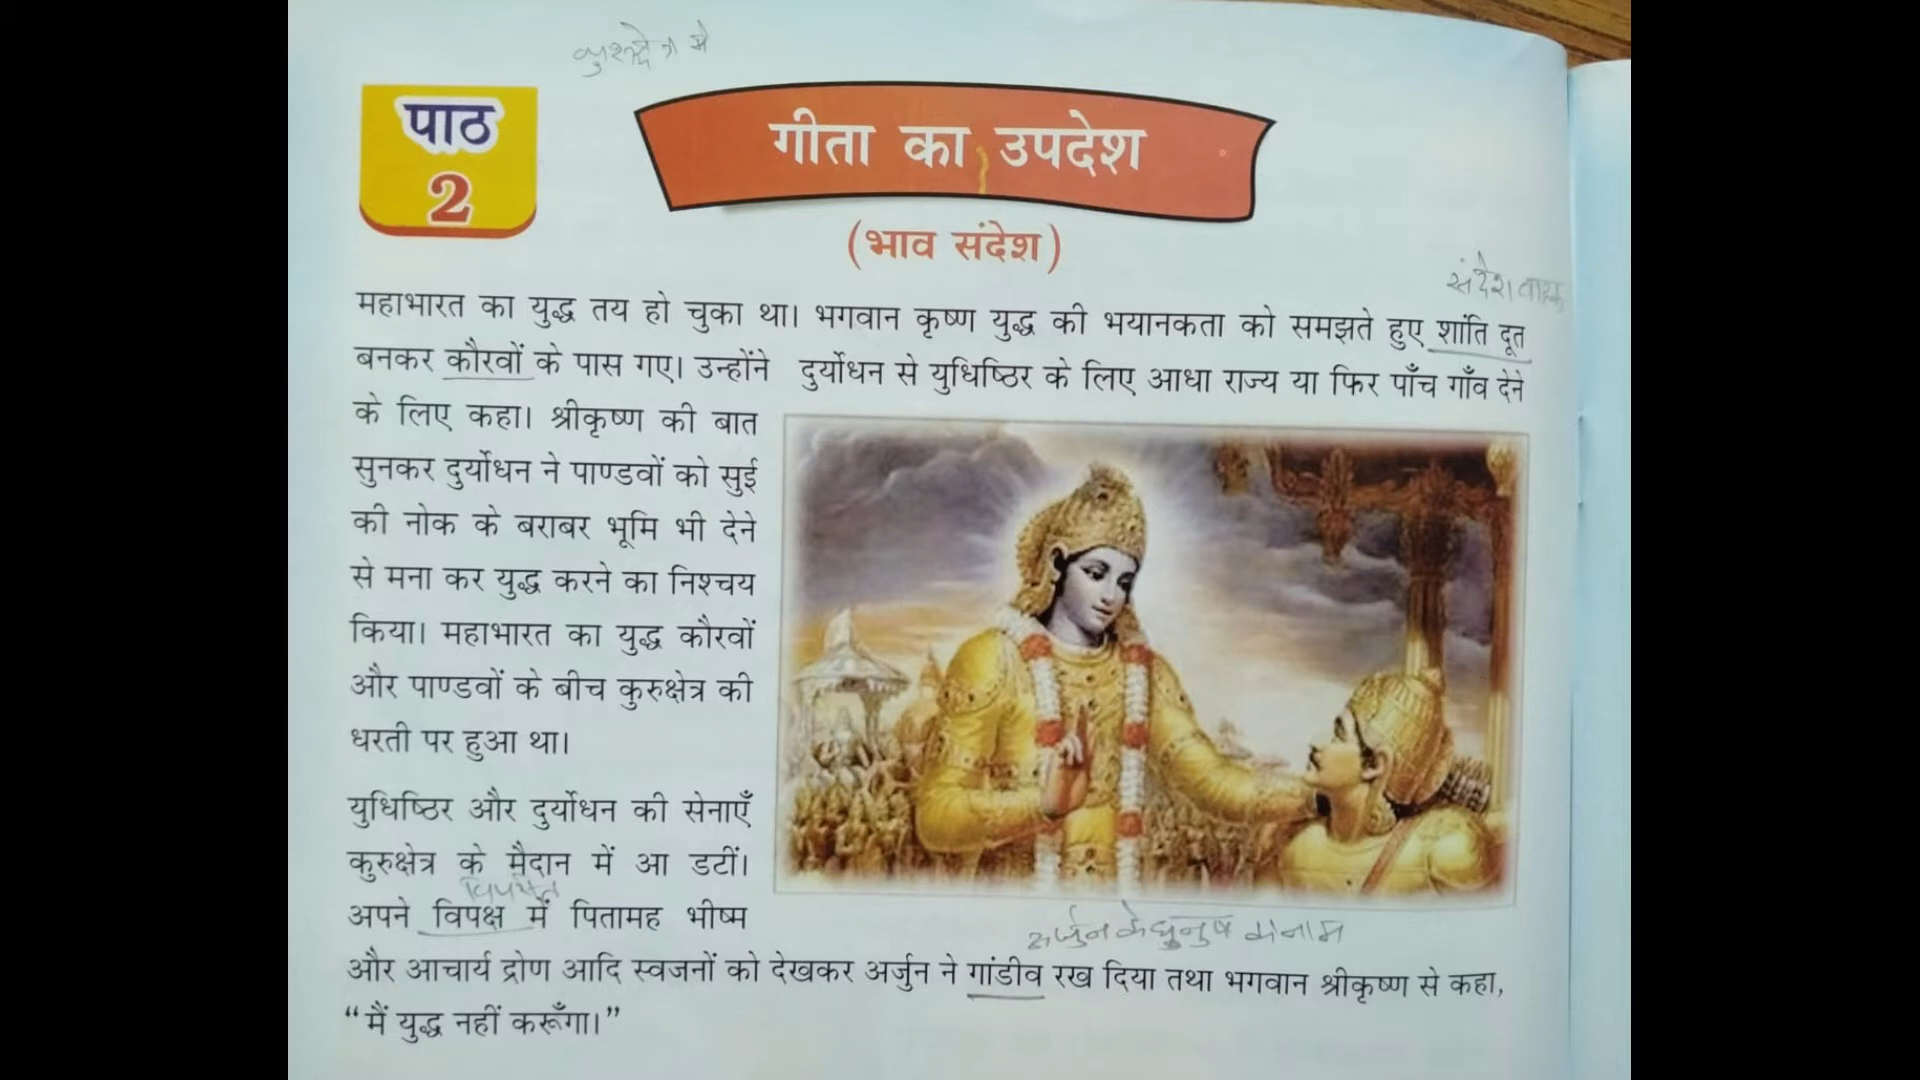 कुरुक्षेत्र मे
पाठ
2
गीता का उपदेश
(भाव संदेश)
संदेश वाहक
महाभारत का युद्ध तय हो चुका था। भगवान कृष्ण युद्ध की भयानकता को समझते हुए शांति दूत
बनकर कौरवों के पास गए। उन्होंने दुर्योधन से युधिष्ठिर के लिए आधा राज्य या फिर पाँच गाँव देने
के लिए कहा। श्रीकृष्ण की बात
सुनकर दुर्योधन ने पाण्डवों को सुई
की नोक के बराबर भूमि भी देने
से मना कर युद्ध करने का निश्चय
किया। महाभारत का युद्ध कौरवों
और पाण्डवों के बीच कुरुक्षेत्र की
धरती पर हुआ था।
युधिष्ठिर और दुर्योधन की सेनाएँ
कुरुक्षेत्र के मैदान में आ डटीं।
अपने विपक्ष में पितामह भीष्म
अर्जुन के धुनुष का नाम
और आचार्य द्रोण आदि स्वजनों को देखकर अर्जुन ने गांडीव रख दिया तथा भगवान श्रीकृष्ण से कहा,
“मैं युद्ध नहीं करूँगा।”